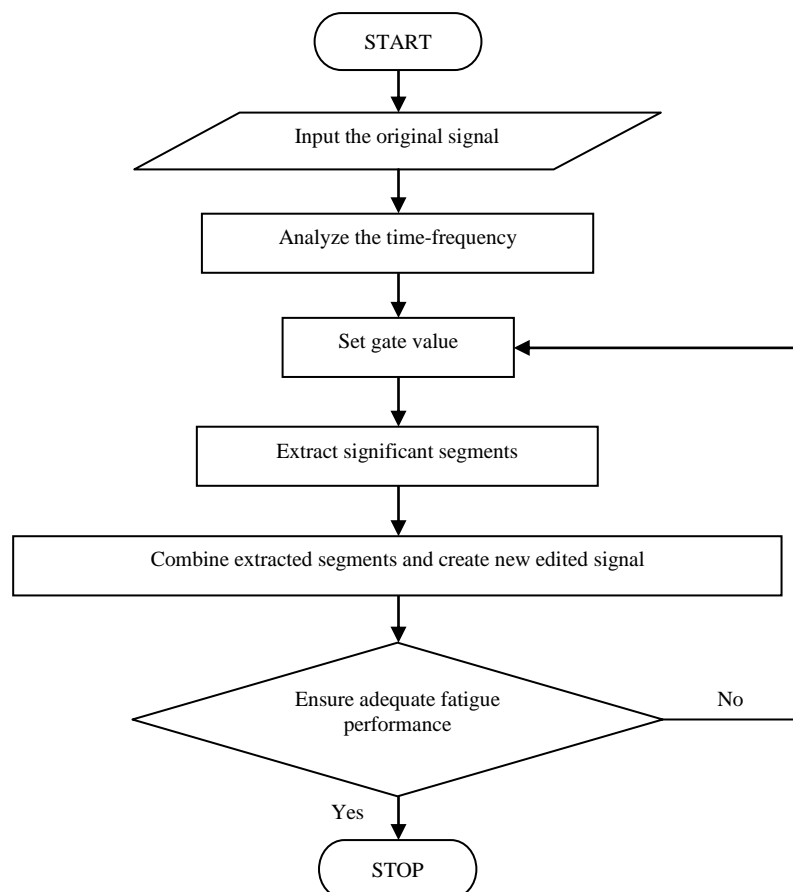 START
Input the original signal
Analyze the time-frequency
Set gate value
Extract significant segments
Combine extracted segments and create new edited signal
Ensure adequate fatigue
performance
No
Yes
STOP